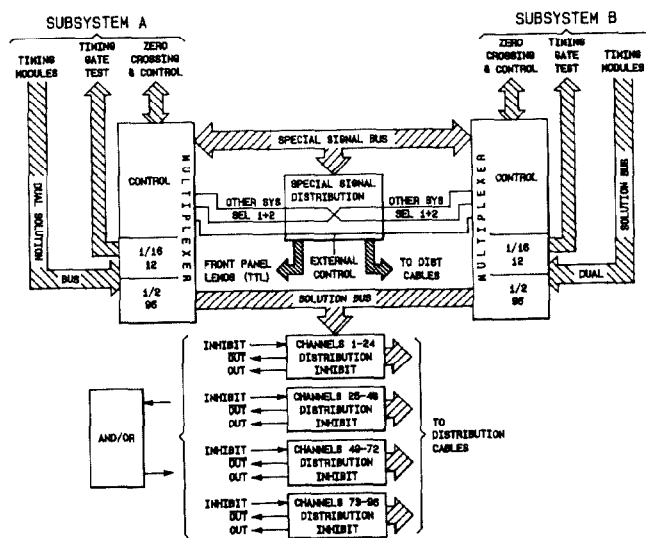 SUBSYSTEM A
SUBSYSTEM B
TIMING MODULES
TIMING GATE TEST
ZERO CROSSING & CONTROL
ZERO CROSSING & CONTROL
TIMING GATE TEST
TIMING MODULES
SPECIAL SIGNAL BUS
CONTROL
MULTIPLEXER
SPECIAL SIGNAL DISTRIBUTION
MULTIPLEXER
CONTROL
OTHER SYS
SEL 1+2
OTHER SYS
SEL 1+2
DUAL SOLUTION
BUS
SOLUTION BUS
DUAL
1/16
12
1/2
96
1/16
12
1/2
96
FRONT PANEL LEMOS (TTL)
EXTERNAL CONTROL
TO DIST CABLES
SOLUTION BUS
INHIBIT
OUT
OUT
CHANNELS 1-24
DISTRIBUTION
INHIBIT
INHIBIT
OUT
OUT
CHANNELS 25-48
DISTRIBUTION
INHIBIT
AND/OR
TO DISTRIBUTION CABLES
INHIBIT
OUT
OUT
CHANNELS 49-72
DISTRIBUTION
INHIBIT
INHIBIT
OUT
OUT
CHANNELS 73-96
DISTRIBUTION
INHIBIT